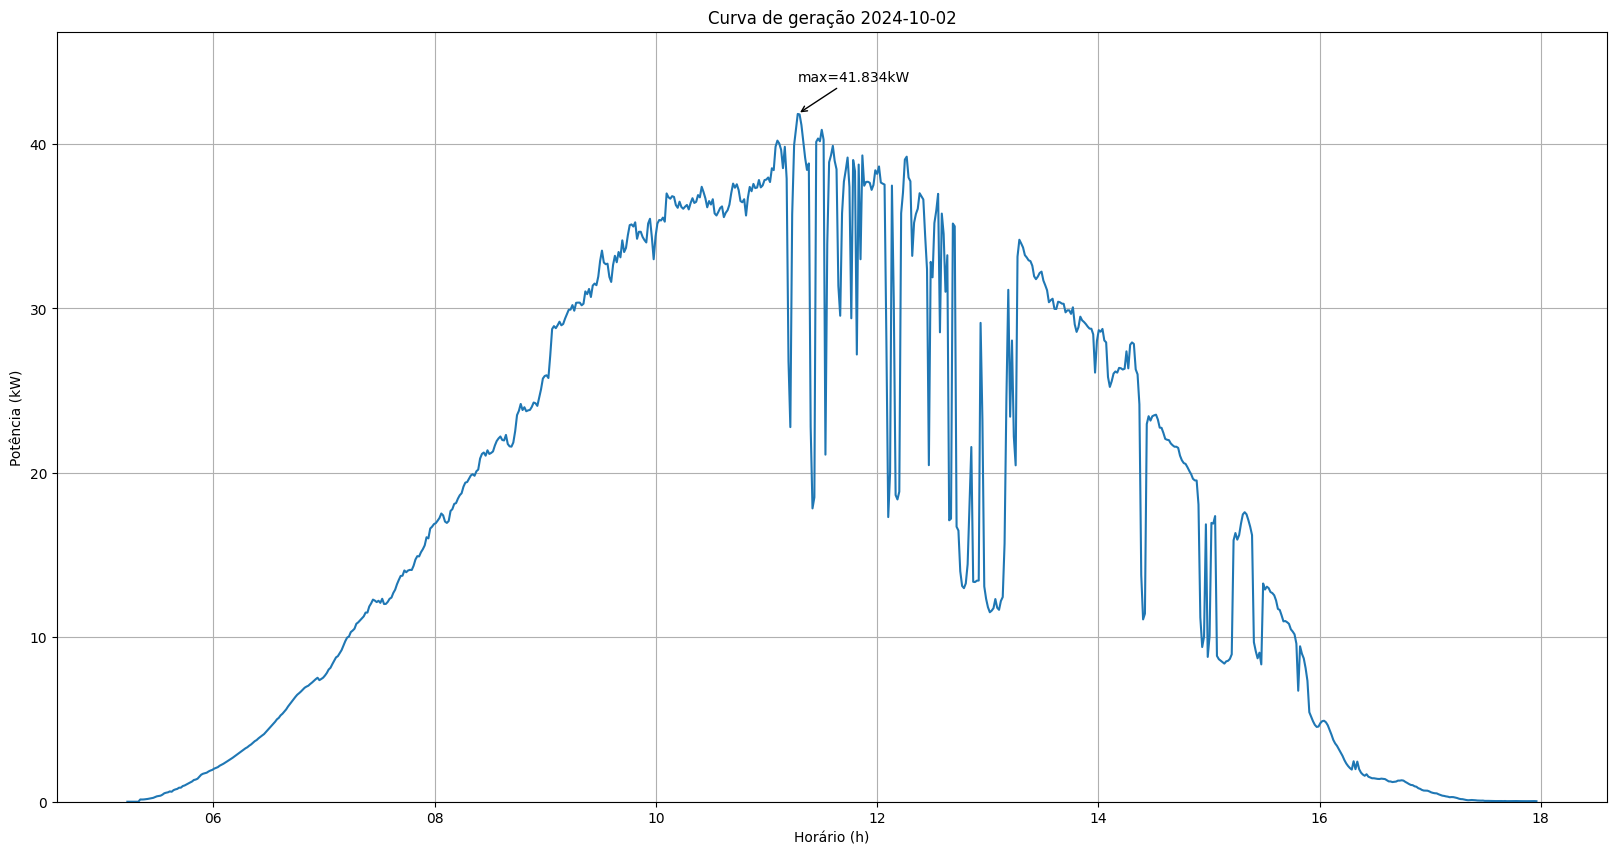 Curva de geração 2024-10-02
max=41.834kW
Potência (kW)
40
30
20
10
0
06 08 10 12 14 16 18
Horário (h)